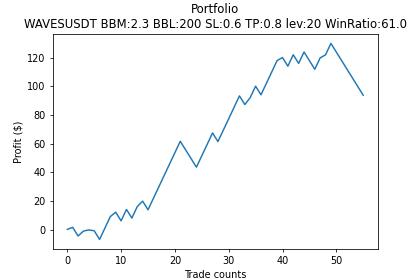 Portfolio
WAVESUSDT BBM:2.3 BBL:200 SL:0.6 TP:0.8 lev:20 WinRatio:61.0
120
100
80
60
40
20
0
Profit ($)
0 10 20 30 40 50
Trade counts